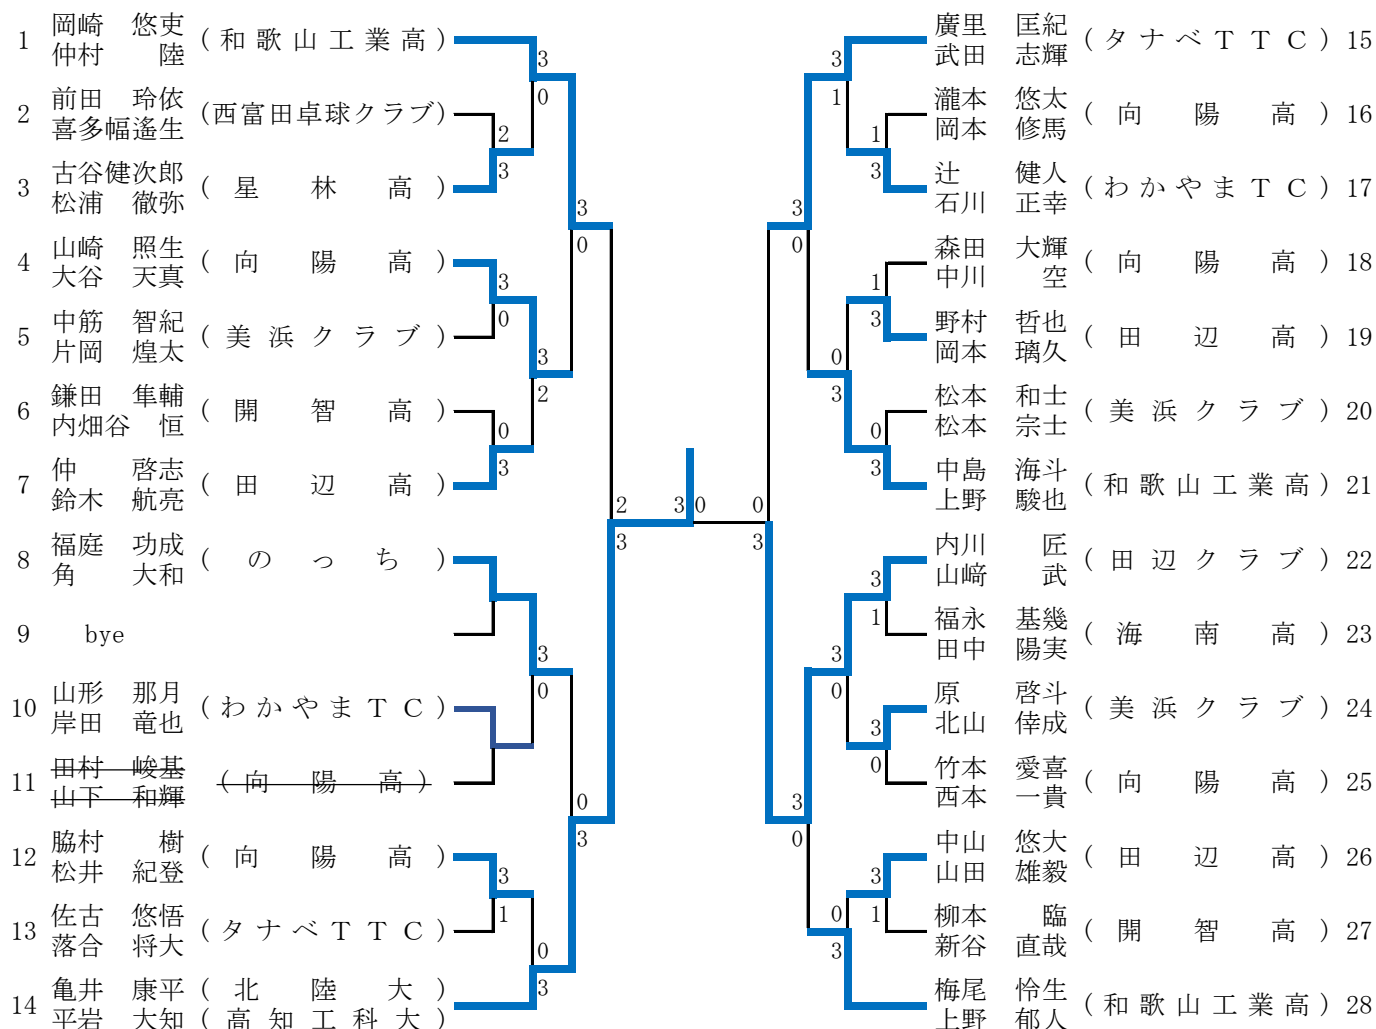 1 岡崎 悠吏 (和歌山工業高)
仲村 陸
2 前田 玲依 (西富田卓球クラブ)
喜多幅遙生
3 古谷健次郎 (星林高)
松浦 徹弥
4 山崎 照生 (向陽高)
大谷 天真
5 中筋 智紀 (美浜クラブ)
片岡 煌太
6 鎌田 隼輔 (開智高)
内畑谷 恒
7 仲 啓志 (田辺高)
鈴木 航亮
8 福庭 功成 (のっち)
角 大和
9 bye
10 山形 那月 (わかやまTC)
岸田 竜也
11 田村 峻基 (向陽高)
山下 和輝
12 脇村 樹 (向陽高)
松井 紀登
13 佐古 悠悟 (タナベTTC)
落合 将大
14 亀井 康平 (北陸大)
平岩 大知 (高知工科大)
3
0
2
3
3
0
3
0
3
2
0
3
2 3 0 0
3 3
3
0
0
3
3
1
0
3
廣里 匡紀 (タナベTTC) 15
武田 志輝
瀧本 悠太 (向陽高) 16
岡本 修馬
辻 健人 (わかやまTC) 17
石川 正幸
森田 大輝 (向陽高) 18
中川 空
野村 哲也 (田辺高) 19
岡本 璃久
松本 和士 (美浜クラブ) 20
松本 宗士
中島 海斗 (和歌山工業高) 21
上野 駿也
内川 匠 (田辺クラブ) 22
山﨑 武
福永 基幾 (海南高) 23
田中 陽実
原 啓斗 (美浜クラブ) 24
北山 倖成
竹本 愛喜 (向陽高) 25
西本 一貴
中山 悠大 (田辺高) 26
山田 雄毅
柳本 臨 (開智高) 27
新谷 直哉
梅尾 怜生 (和歌山工業高) 28
上野 郁人
3
1
1
3
3
0
1
3
0
3
0
3
3
1
3
0
3
0
3
0
3
1
0
3